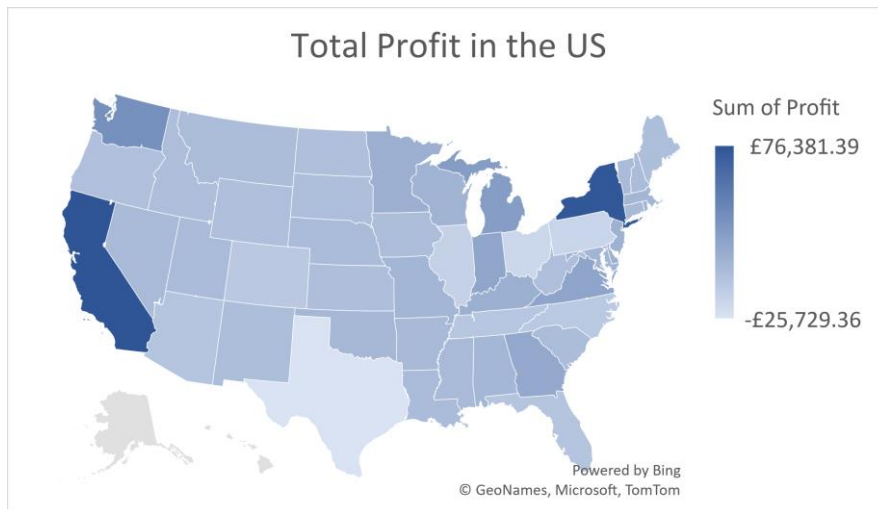 Total Profit in the US
Sum of Profit
£76,381.39
-£25,729.36
Powered by Bing
© GeoNames, Microsoft, TomTom